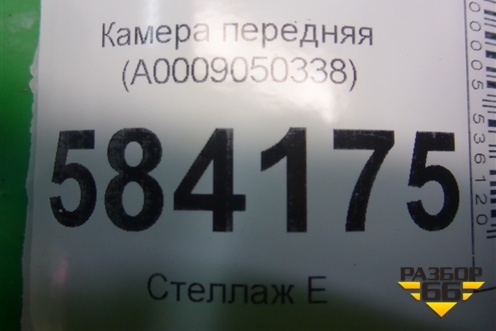 Камера передняя
(A0009050338)
584175
Стеллаж Е
РАЗБОР
66